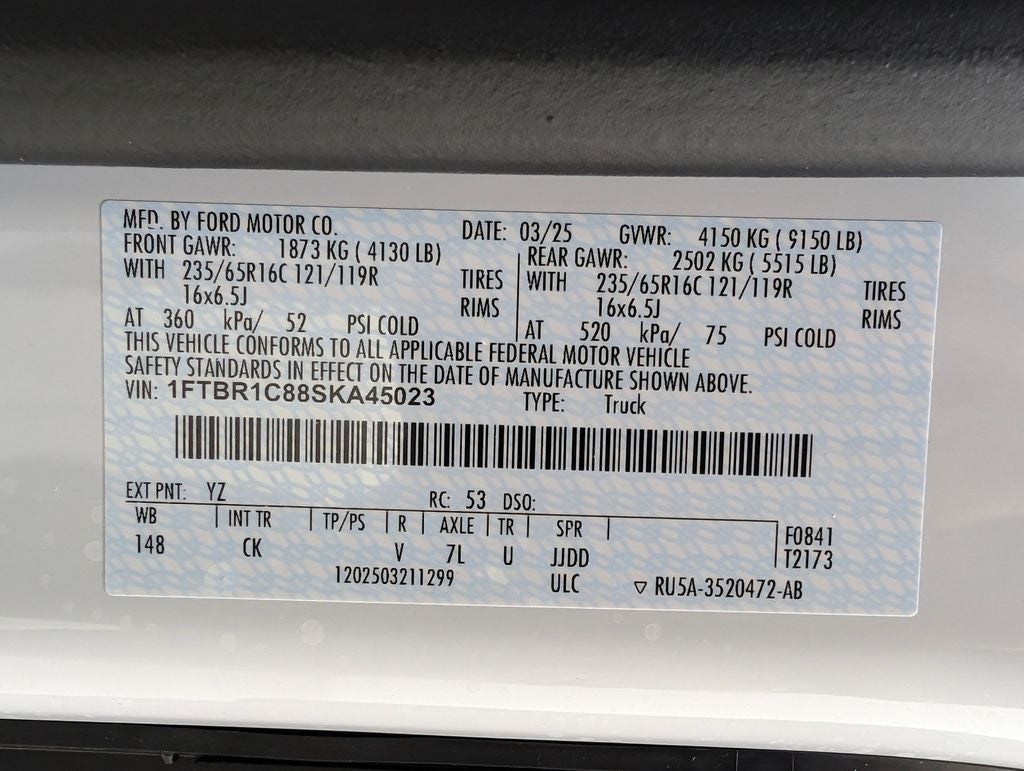 MFD. BY FORD MOTOR CO. DATE: 03/25 GVWR: 4150 KG ( 9150 LB)
FRONT GAWR: 1873 KG ( 4130 LB) REAR GAWR: 2502 KG ( 5515 LB)
WITH 235/65R16C 121/119R TIRES WITH 235/65R16C 121/119R TIRES
16x6.5J RIMS 16x6.5J RIMS
AT 360 kPa/ 52 PSI COLD AT 520 kPa/ 75 PSI COLD
THIS VEHICLE CONFORMS TO ALL APPLICABLE FEDERAL MOTOR VEHICLE
SAFETY STANDARDS IN EFFECT ON THE DATE OF MANUFACTURE SHOWN ABOVE.
VIN: 1FTBR1C88SKA45023 TYPE: Truck
EXT PNT: YZ RC: 53 DSO:
WB INT TR TP/PS R AXLE TR SPR F0841
148 CK V 7L U JJDD T2173
1202503211299 ULC ▽ RU5A-3520472-AB